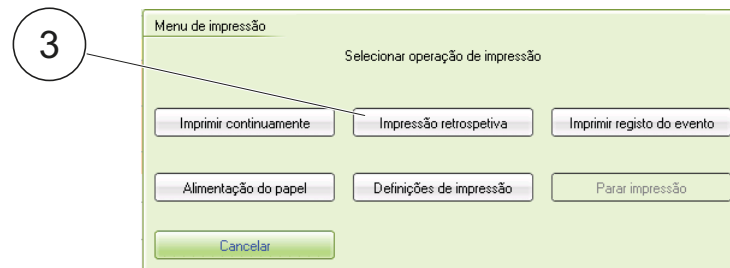 3
Menu de impressão
Selecionar operação de impressão
Imprimir continuamente
Impressão retrospetiva
Imprimir registo do evento
Alimentação do papel
Definições de impressão
Parar impressão
Cancelar